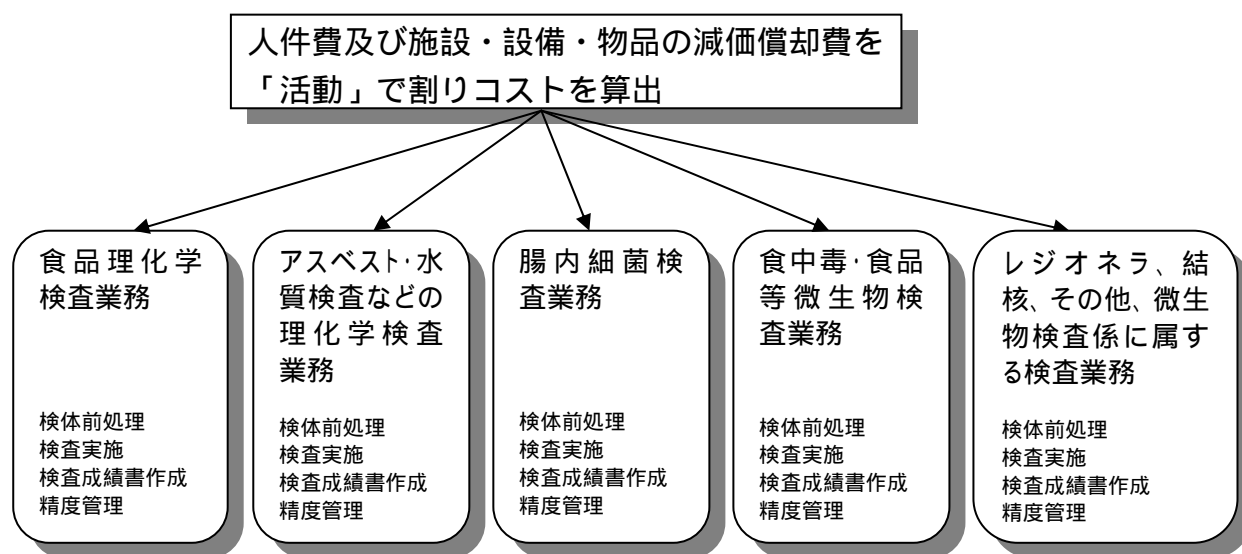 人件費及び施設・設備・物品の減価償却費を
「活動」で割りコストを算出
食品理化学
検査業務
検体前処理
検査実施
検査成績書作成
精度管理
アスベスト・水
質検査などの
理化学検査
業務
検体前処理
検査実施
検査成績書作成
精度管理
腸内細菌検
査業務
検体前処理
検査実施
検査成績書作成
精度管理
食中毒・食品
等微生物検
査業務
検体前処理
検査実施
検査成績書作成
精度管理
レジオネラ、結
核、その他、微生
物検査係に属す
る検査業務
検体前処理
検査実施
検査成績書作成
精度管理